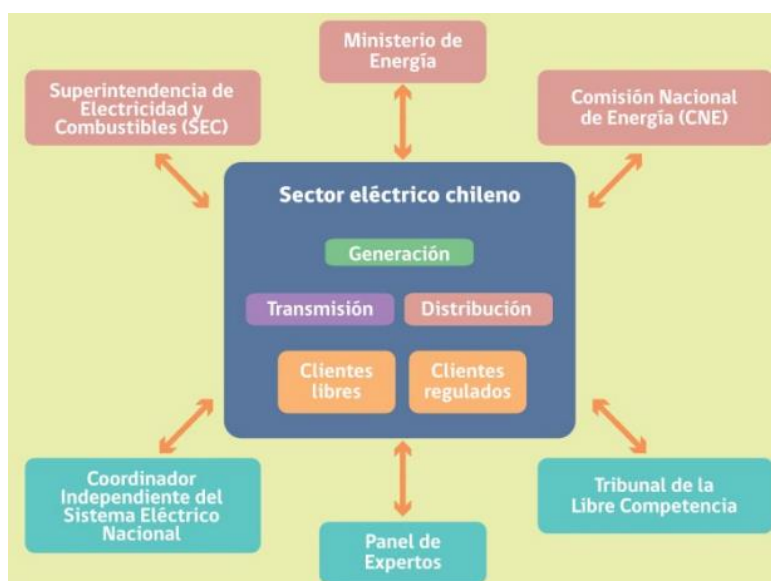 Ministerio de
Energía
Superintendencia de
Electricidad y
Combustibles (SEC)
Comisión Nacional
de Energía (CNE)
Sector eléctrico chileno
Generación
Transmisión
Distribución
Clientes
libres
Clientes
regulados
Coordinador
Independiente del
Sistema Eléctrico
Nacional
Panel de
Expertos
Tribunal de la
Libre Competencia